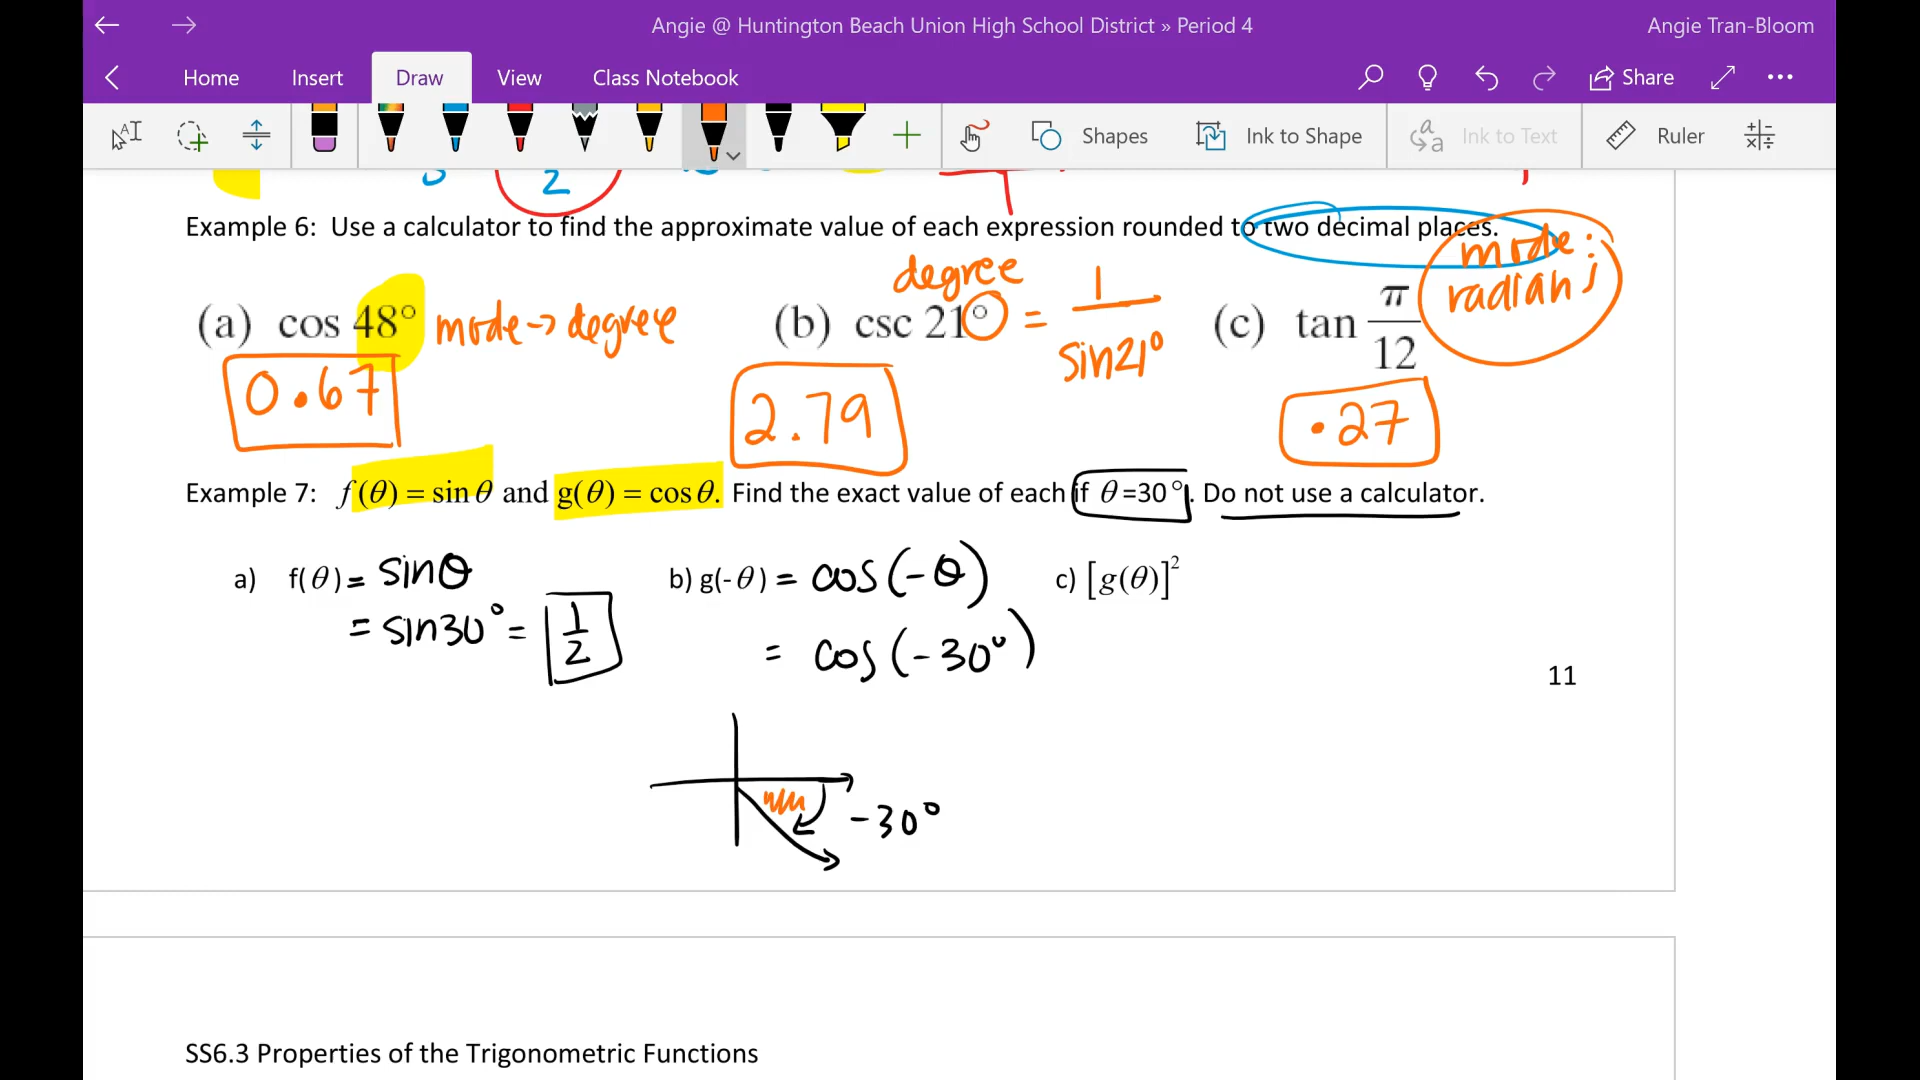 Angie @ Huntington Beach Union High School District » Period 4
Angie Tran-Bloom
Home Insert Draw View Class Notebook Share
Shapes Ink to Shape Ink to Text Ruler
2
Example 6: Use a calculator to find the approximate value of each expression rounded to two decimal places.
mode:
radian
degree
(a) cos 48° mode → degree
(b) csc 21° = 1/sin21°
(c) tan π/12
0.67
2.79
.27
Example 7: f(θ) = sin θ and g(θ) = cos θ. Find the exact value of each if θ =30 °. Do not use a calculator.
a) f(θ) = sinθ
= sin30° = 1/2
b) g(-θ) = cos(-θ)
= cos(-30°)
c) [g(θ)]²
11
-30°
SS6.3 Properties of the Trigonometric Functions